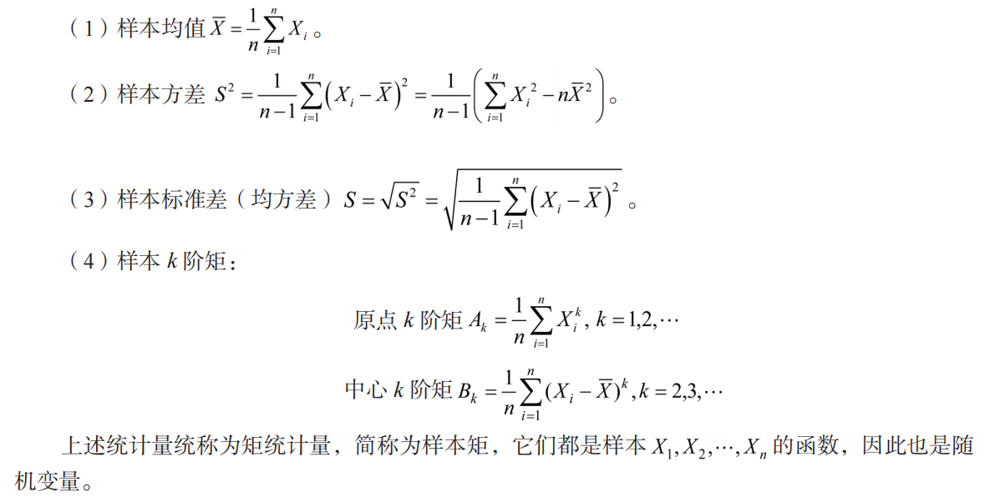 （1）样本均值 $\overline{X}=\frac{1}{n}\sum_{i=1}^{n}X_i$。
（2）样本方差 $S^2=\frac{1}{n-1}\sum_{i=1}^{n}\left(X_i-\overline{X}\right)^2=\frac{1}{n-1}\left(\sum_{i=1}^{n}X_i^2-n\overline{X}^2\right)$。
（3）样本标准差（均方差）$S=\sqrt{S^2}=\sqrt{\frac{1}{n-1}\sum_{i=1}^{n}\left(X_i-\overline{X}\right)^2}$。
（4）样本 $k$ 阶矩：
原点 $k$ 阶矩 $A_k=\frac{1}{n}\sum_{i=1}^{n}X_i^k, k=1,2,\cdots$
中心 $k$ 阶矩 $B_k=\frac{1}{n}\sum_{i=1}^{n}(X_i-\overline{X})^k, k=2,3,\cdots$
上述统计量统称为矩统计量，简称为样本矩，它们都是样本 $X_1,X_2,\cdots,X_n$ 的函数，因此也是随
机变量。